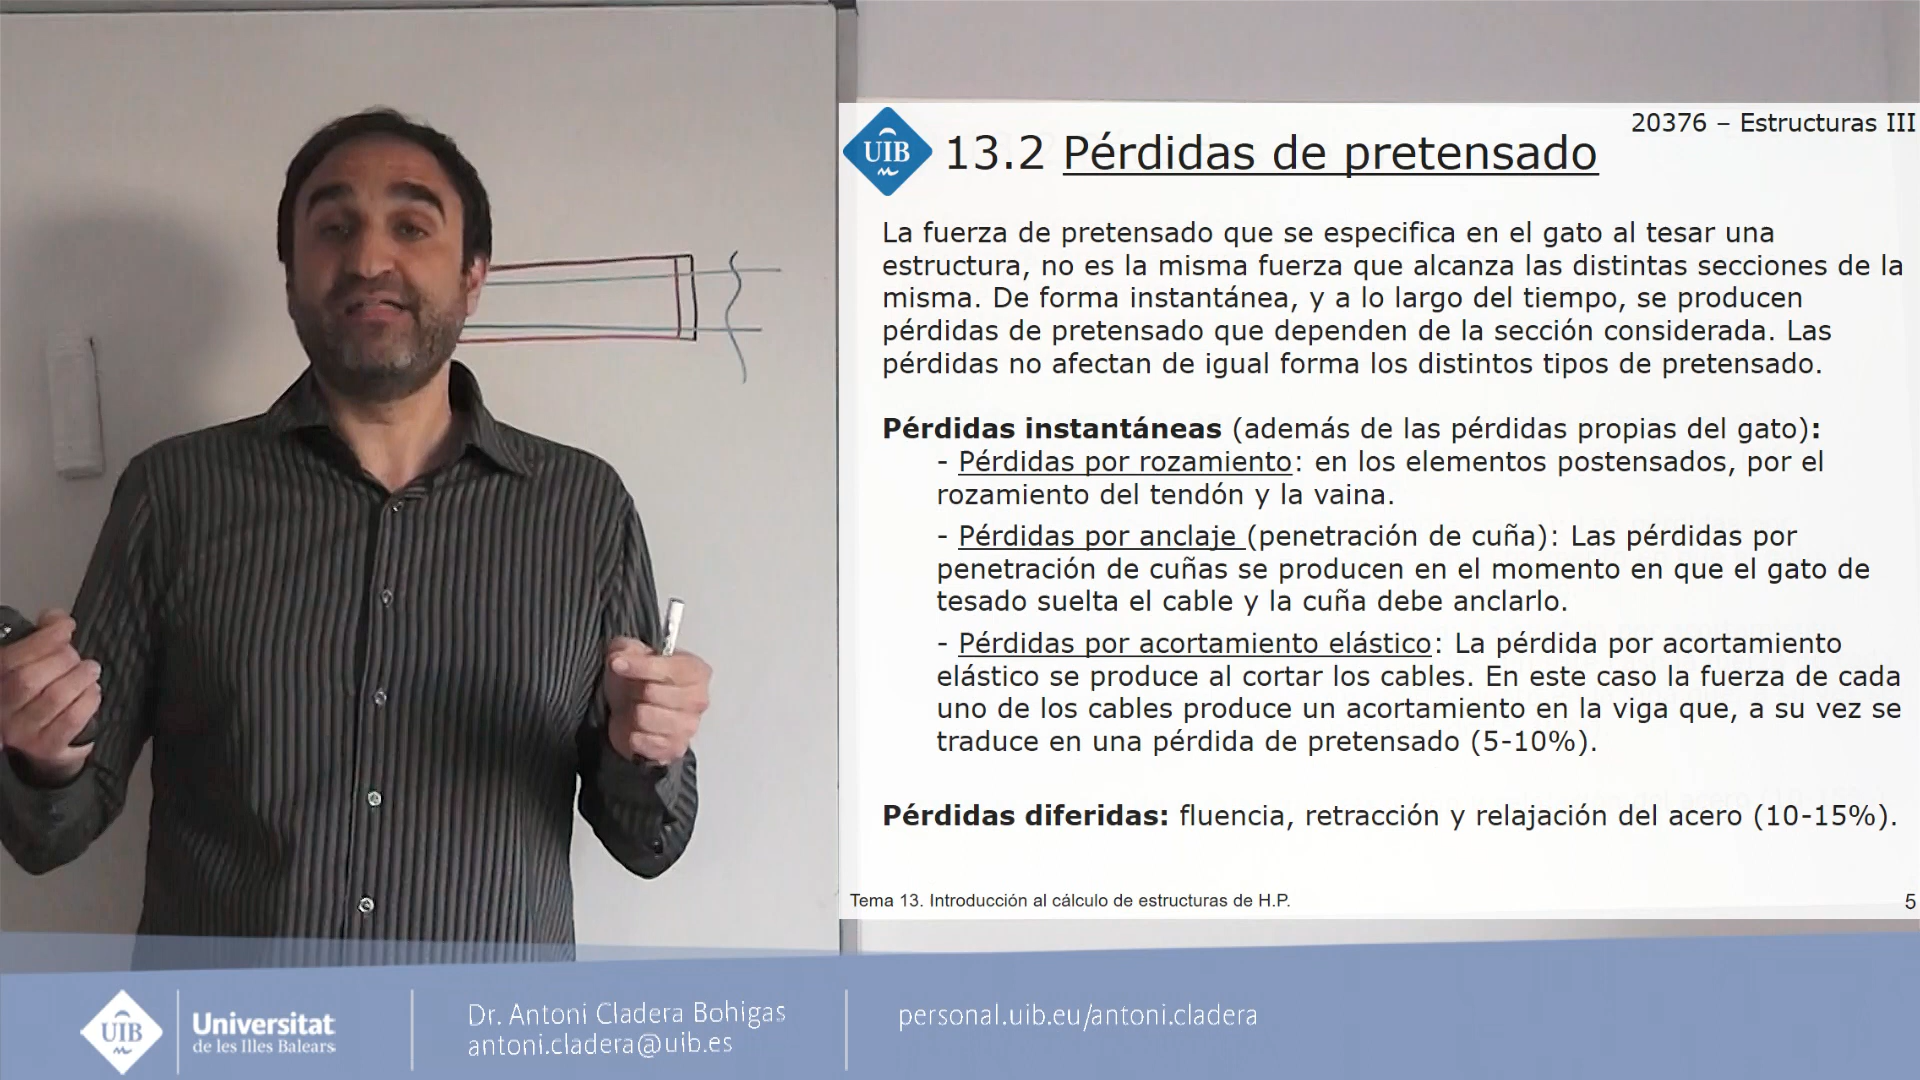 20376 – Estructuras III
UIB
13.2 Pérdidas de pretensado
La fuerza de pretensado que se especifica en el gato al tesar una
estructura, no es la misma fuerza que alcanza las distintas secciones de la
misma. De forma instantánea, y a lo largo del tiempo, se producen
pérdidas de pretensado que dependen de la sección considerada. Las
pérdidas no afectan de igual forma los distintos tipos de pretensado.
Pérdidas instantáneas (además de las pérdidas propias del gato):
- Pérdidas por rozamiento: en los elementos postensados, por el
rozamiento del tendón y la vaina.
- Pérdidas por anclaje (penetración de cuña): Las pérdidas por
penetración de cuñas se producen en el momento en que el gato de
tesado suelta el cable y la cuña debe anclarlo.
- Pérdidas por acortamiento elástico: La pérdida por acortamiento
elástico se produce al cortar los cables. En este caso la fuerza de cada
uno de los cables produce un acortamiento en la viga que, a su vez se
traduce en una pérdida de pretensado (5-10%).
Pérdidas diferidas: fluencia, retracción y relajación del acero (10-15%).
Tema 13. Introducción al cálculo de estructuras de H.P.
5
UIB
Universitat
de les Illes Balears
Dr. Antoni Cladera Bohigas
antoni.cladera@uib.es
personal.uib.eu/antoni.cladera